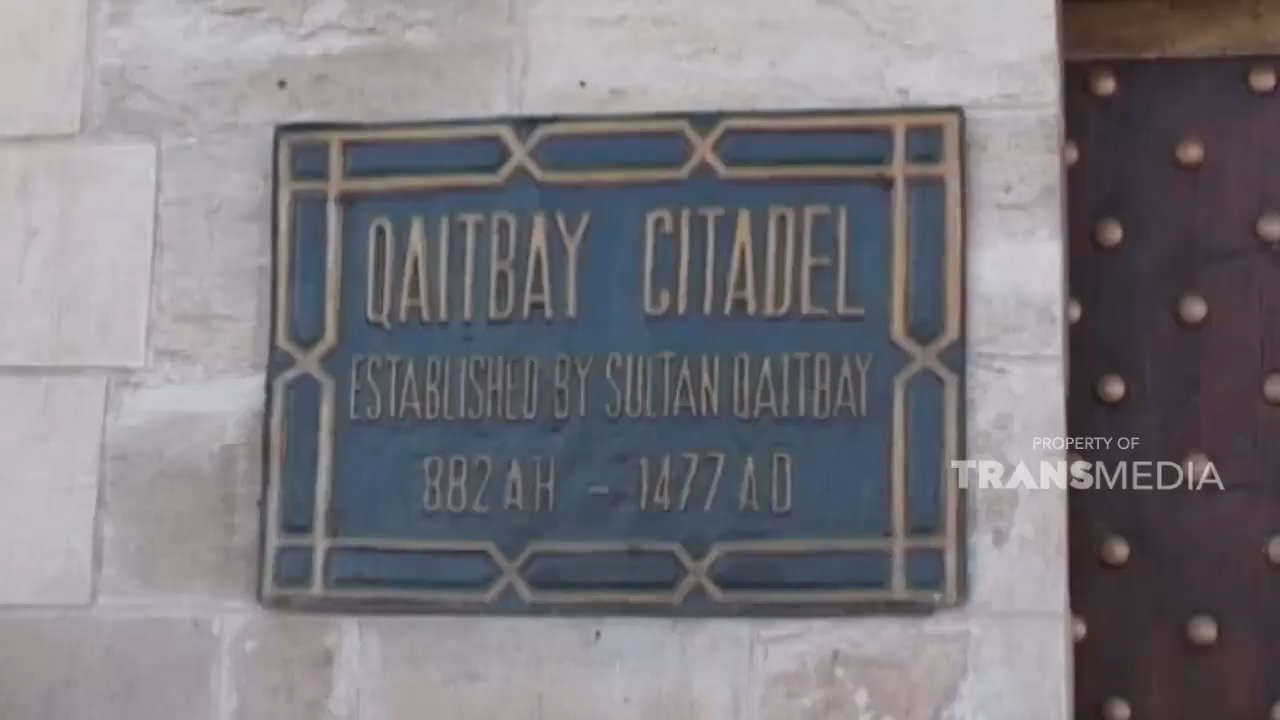 QAITBAY CITADEL
ESTABLISHED BY SULTAN QAITBAY
882 AH - 1477 AD
PROPERTY OF
TRANSMEDIA